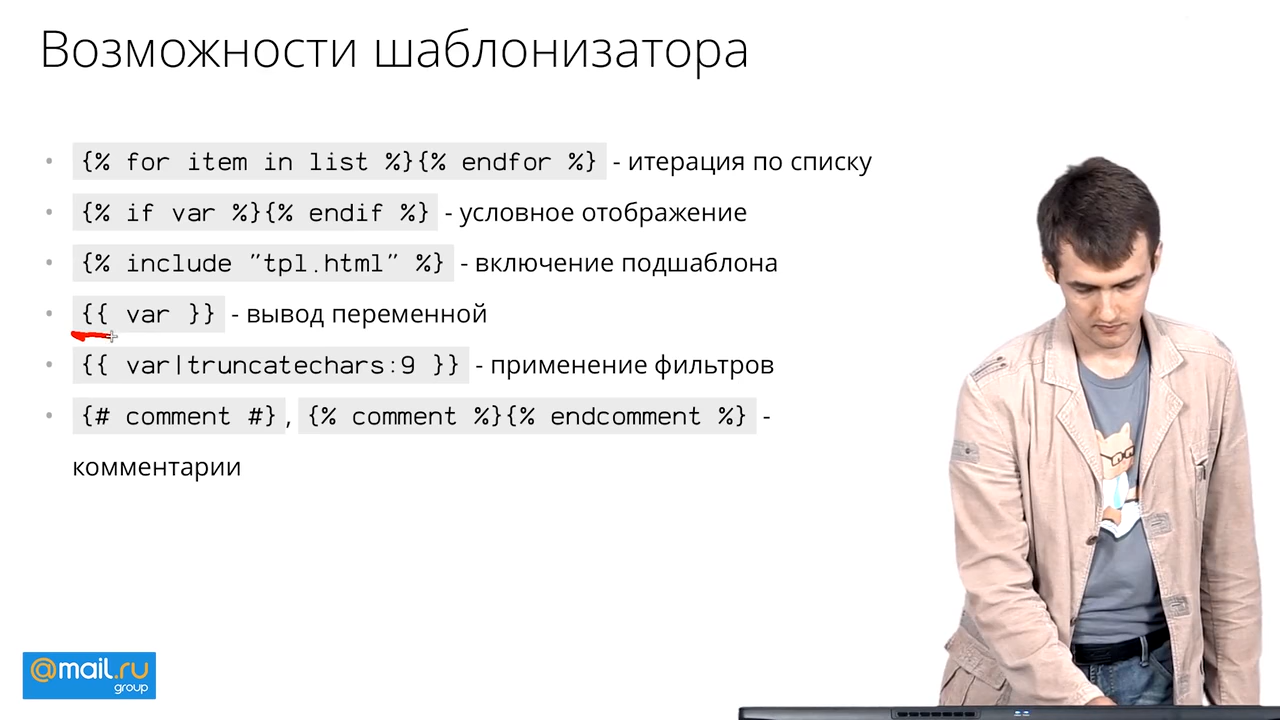 Возможности шаблонизатора
• {% for item in list %}{% endfor %} - итерация по списку
• {% if var %}{% endif %} - условное отображение
• {% include "tpl.html" %} - включение подшаблона
• {{ var }} - вывод переменной
• {{ var|truncatechars:9 }} - применение фильтров
• {# comment #}, {% comment %}{% endcomment %} -
комментарии
@mail.ru
group